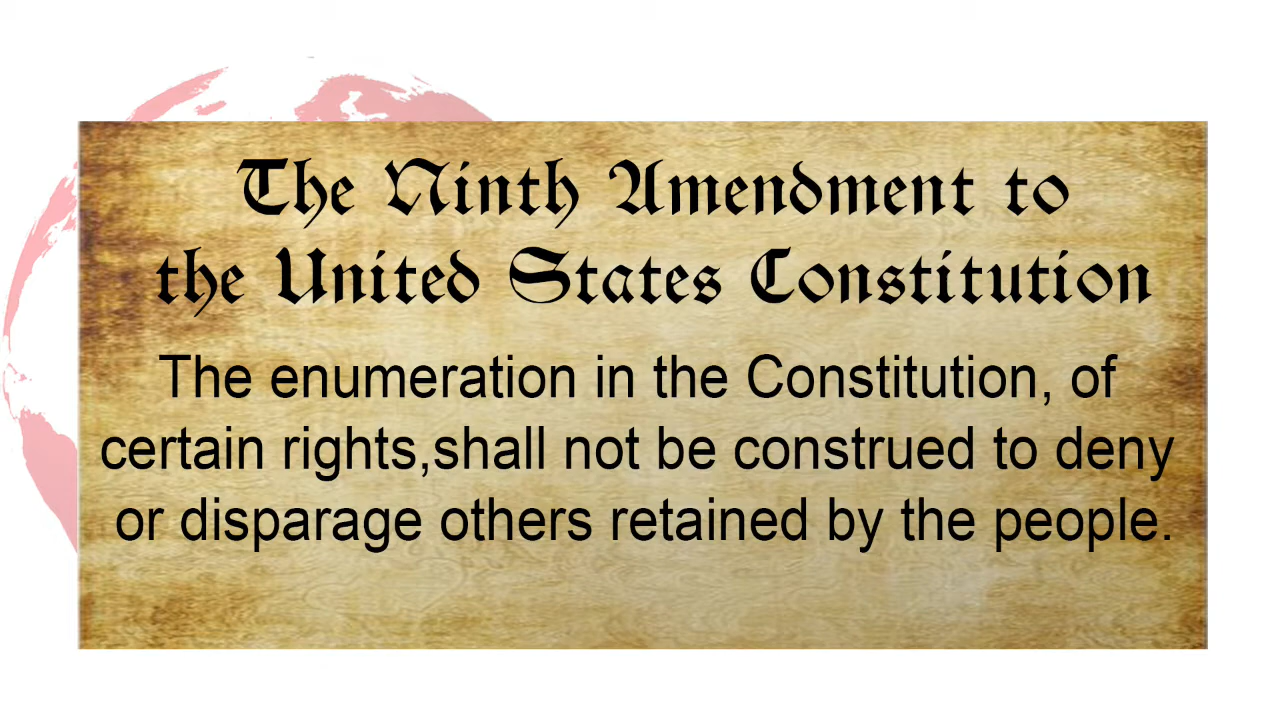 The Ninth Amendment to
the United States Constitution
The enumeration in the Constitution, of
certain rights,shall not be construed to deny
or disparage others retained by the people.